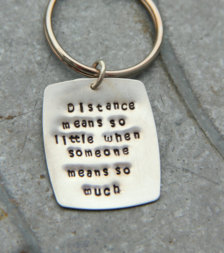 Distance
means so
little when
someone
means so
much